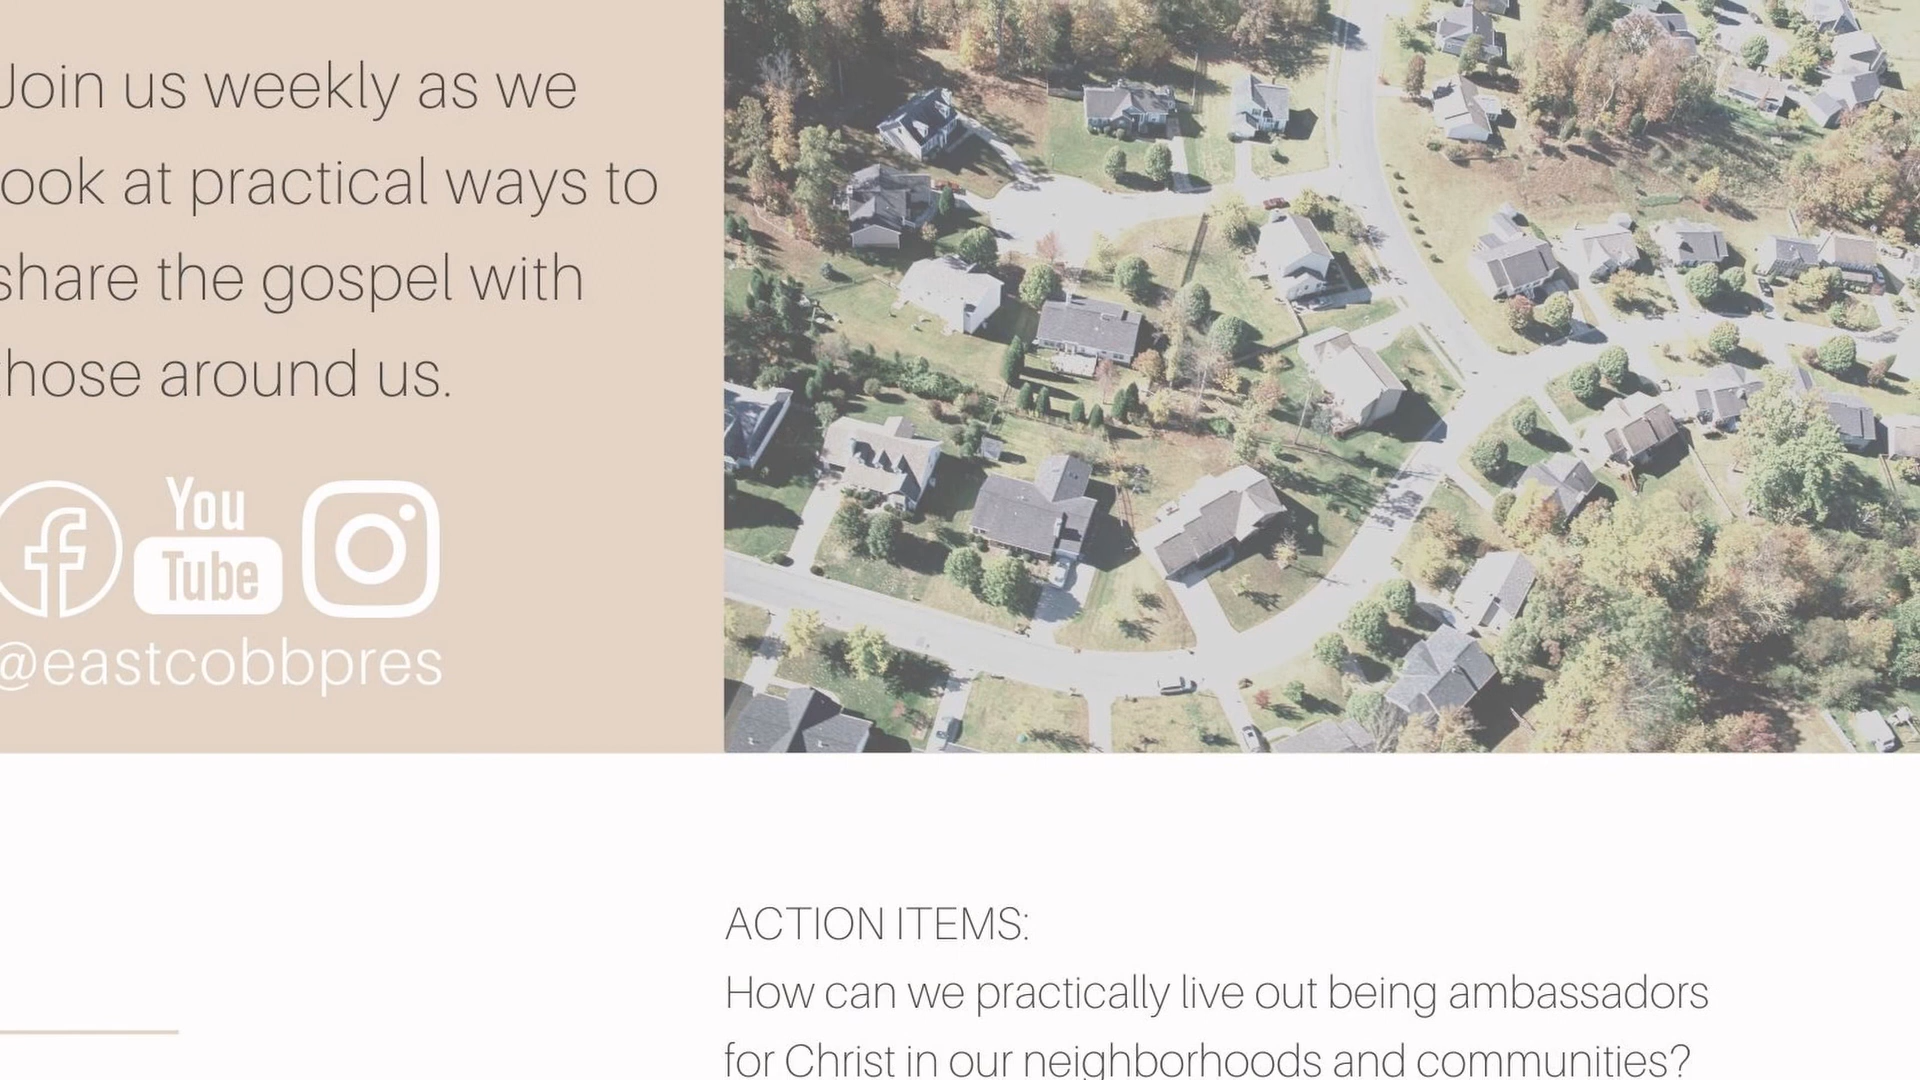 Join us weekly as we
ook at practical ways to
share the gospel with
hose around us.
You
Tube
@eastcobbpres
ACTION ITEMS:
How can we practically live out being ambassadors
for Christ in our neighborhoods and communities?